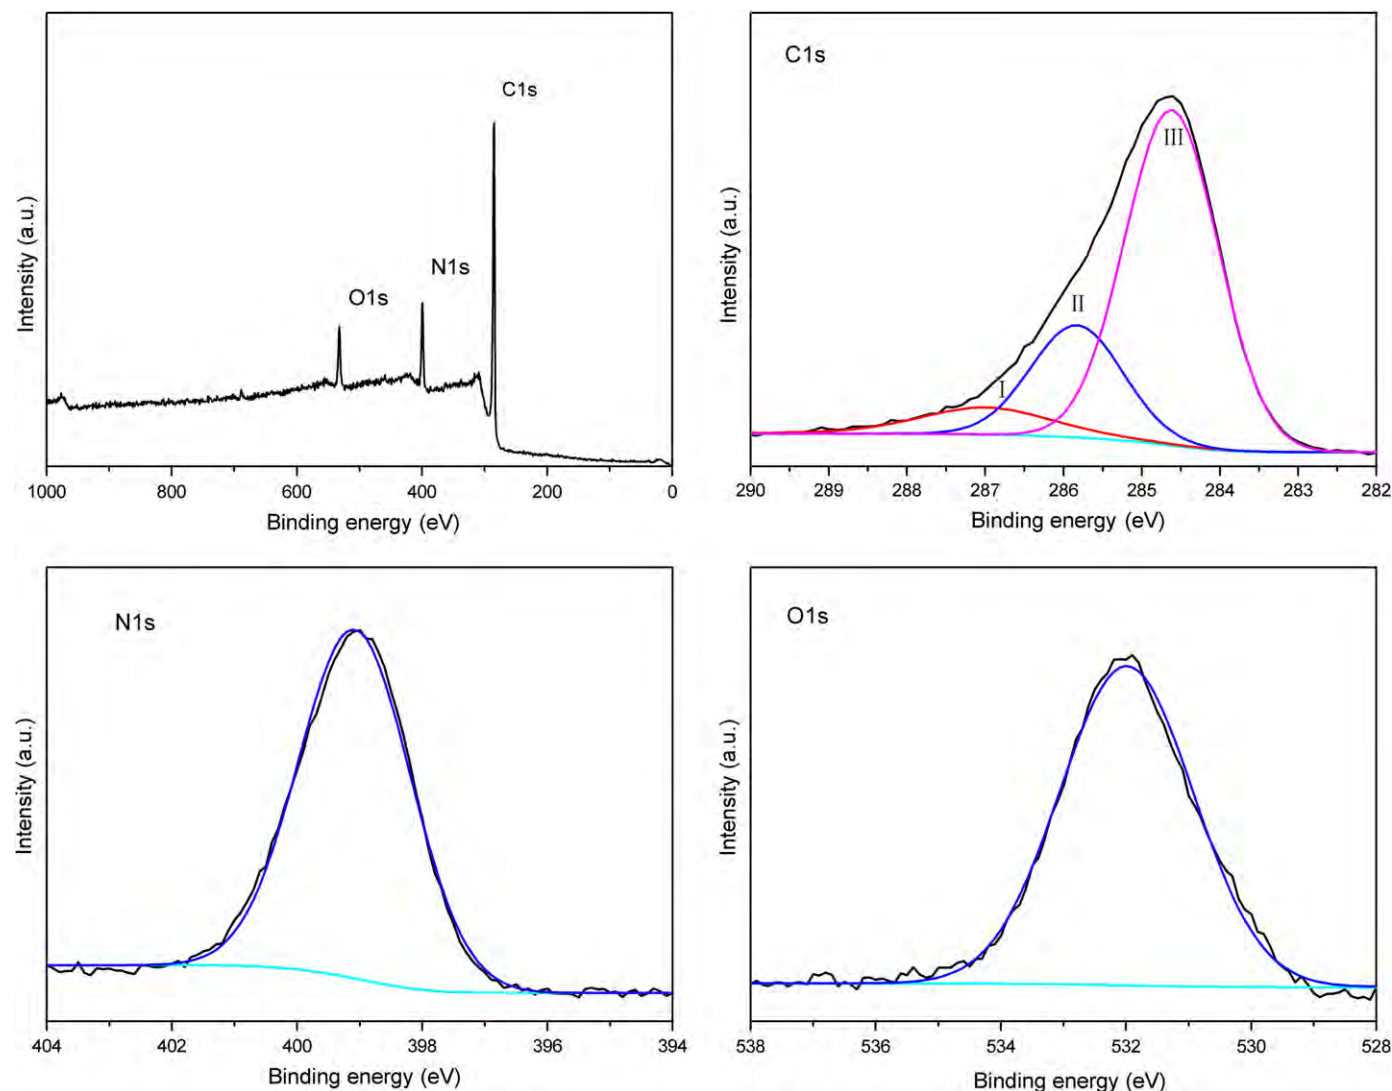 C1s
N1s
O1s
Intensity (a.u.)
1000 800 600 400 200 0
Binding energy (eV)
C1s
III
II
I
Intensity (a.u.)
290 289 288 287 286 285 284 283 282
Binding energy (eV)
N1s
Intensity (a.u.)
404 402 400 398 396 394
Binding energy (eV)
O1s
Intensity (a.u.)
538 536 534 532 530 528
Binding energy (eV)